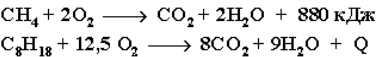 CH₄ + 2O₂ ⟶ CO₂ + 2H₂O + 880 кДж
C₈H₁₈ + 12,5 O₂ ⟶ 8CO₂ + 9H₂O + Q